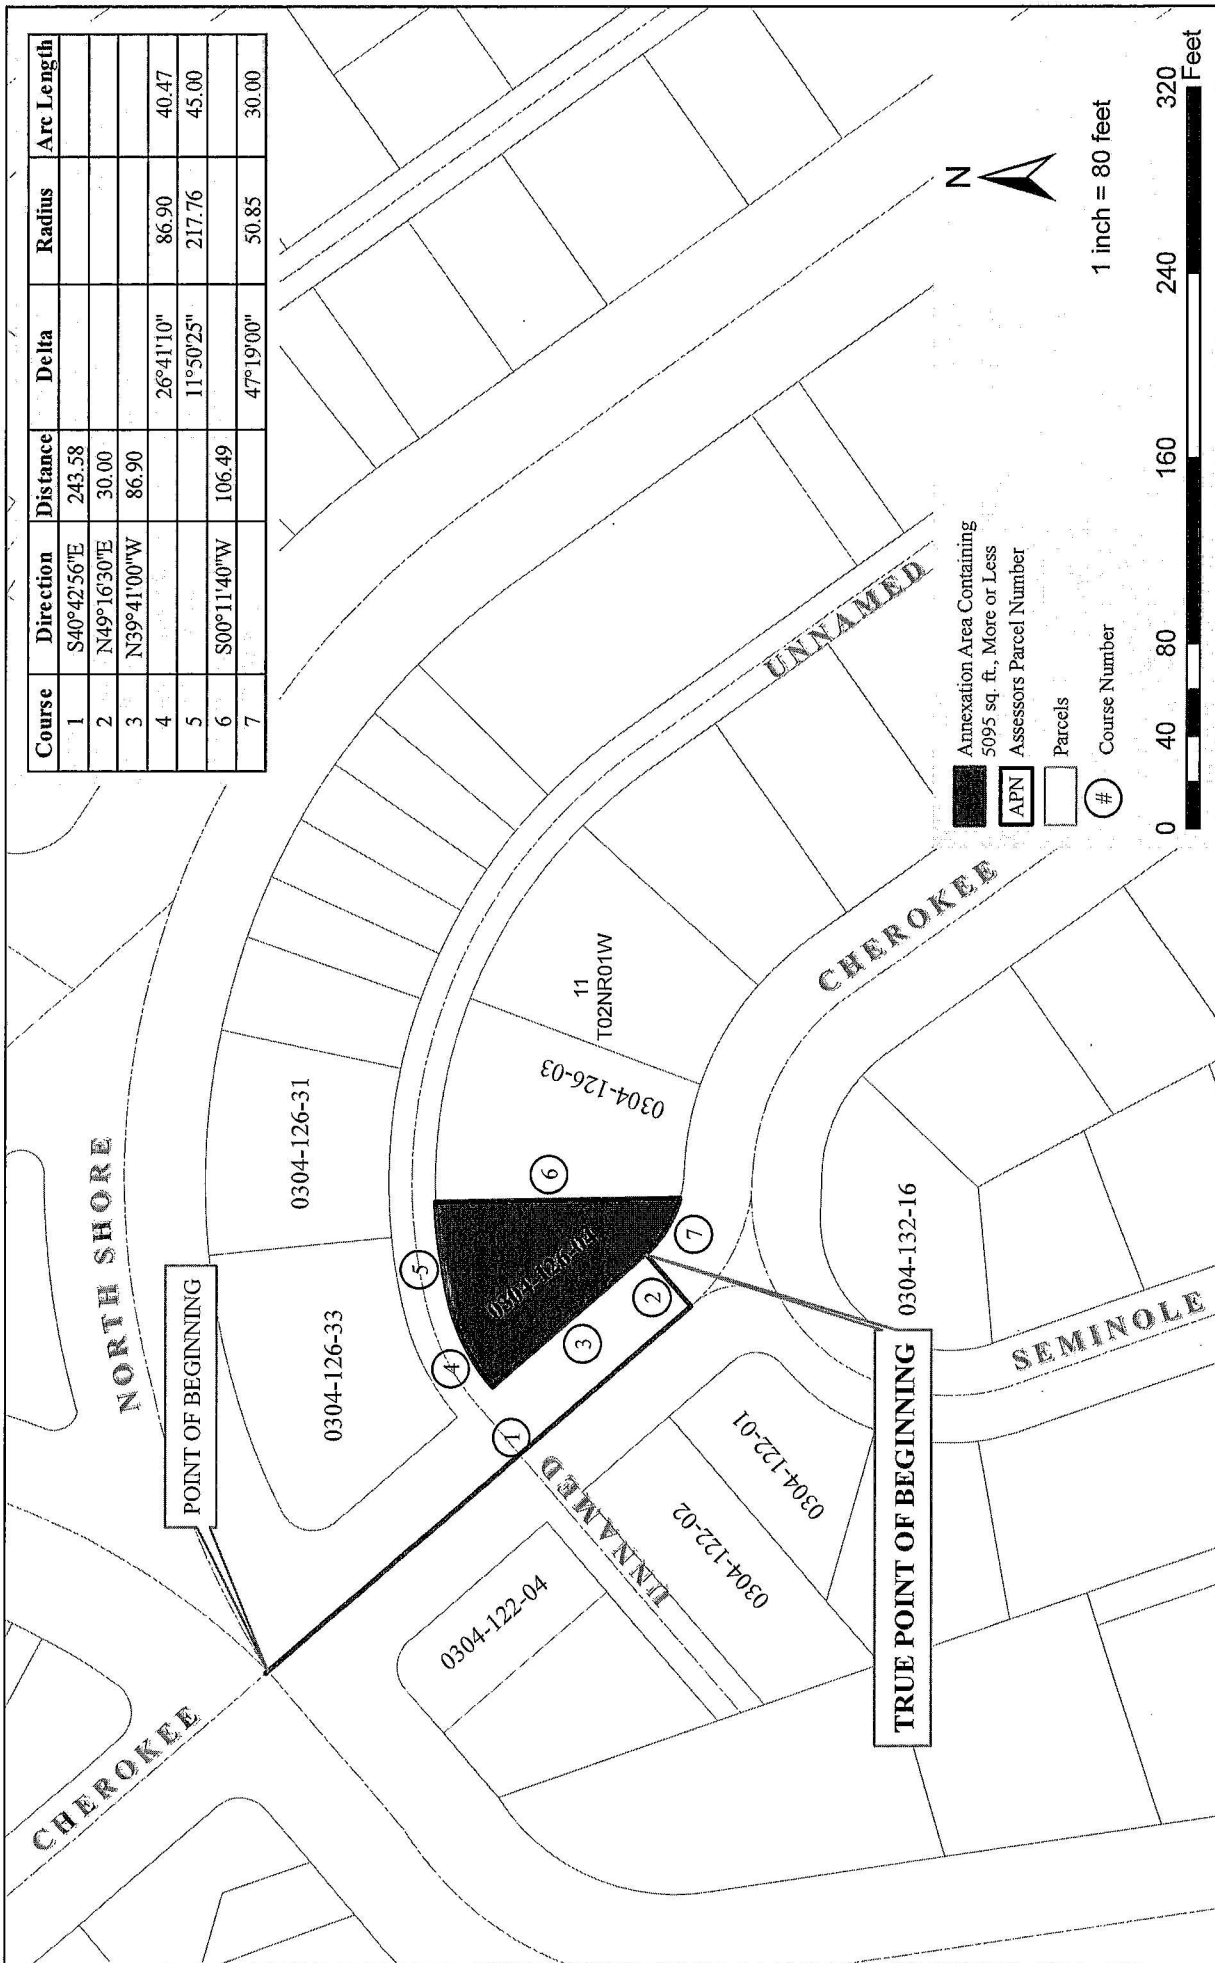 Course Direction Distance Delta Radius Arc Length
1 S40°42'56"E 243.58
2 N49°16'30"E 30.00
3 N39°41'00"W 86.90
4 26°41'10" 86.90 40.47
5 11°50'25" 217.76 45.00
6 S00°11'40"W 106.49
7 47°19'00" 50.85 30.00
CHEROKEE
NORTH SHORE
POINT OF BEGINNING
0304-126-31
0304-126-33
0304-122-04
UNNAMED
0304-122-02
0304-122-01
1
2
3
4
5
6
7
0304-126-03
11
T02NR01W
UNNAMED
CHEROKEE
TRUE POINT OF BEGINNING
0304-132-16
SEMINOLE
Annexation Area Containing
5095 sq. ft., More or Less
APN Assessors Parcel Number
Parcels
# Course Number
N
1 inch = 80 feet
0 40 80 160 240 320
Feet